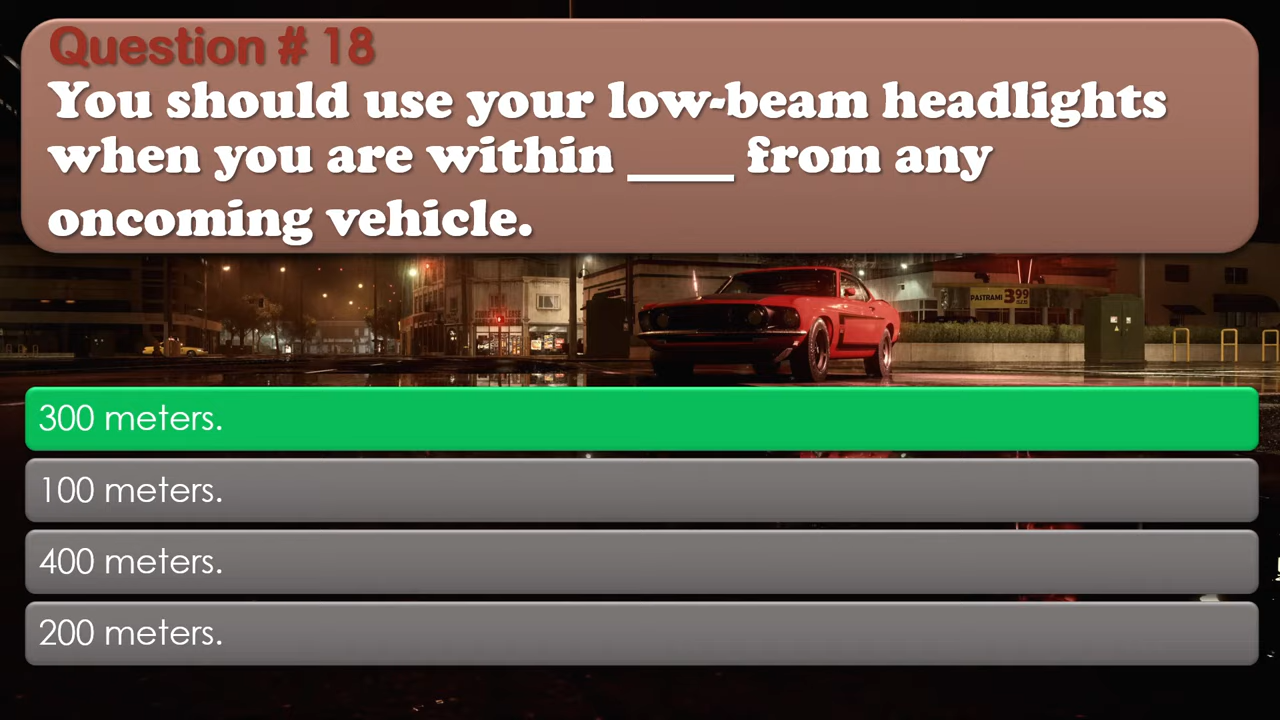 Question # 18
You should use your low-beam headlights
when you are within ____ from any
oncoming vehicle.
PASTRAMI 3.99
300 meters.
100 meters.
400 meters.
200 meters.